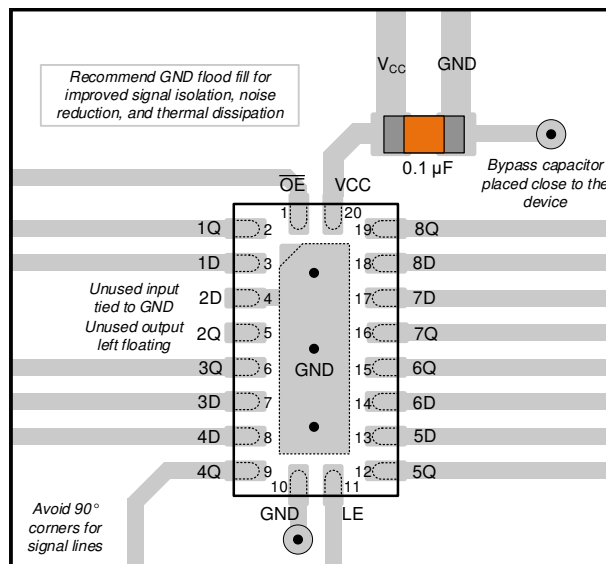 V_CC GND
Recommend GND flood fill for
improved signal isolation, noise
reduction, and thermal dissipation
0.1 µF
Bypass capacitor
placed close to the
device
O̅E̅ VCC
1 20
1Q 2 19 8Q
1D 3 18 8D
Unused input
tied to GND
2D 4 17 7D
Unused output
left floating
2Q 5 16 7Q
3Q 6 GND 15 6Q
3D 7 14 6D
4D 8 13 5D
4Q 9 12 5Q
10 11
GND LE
Avoid 90°
corners for
signal lines